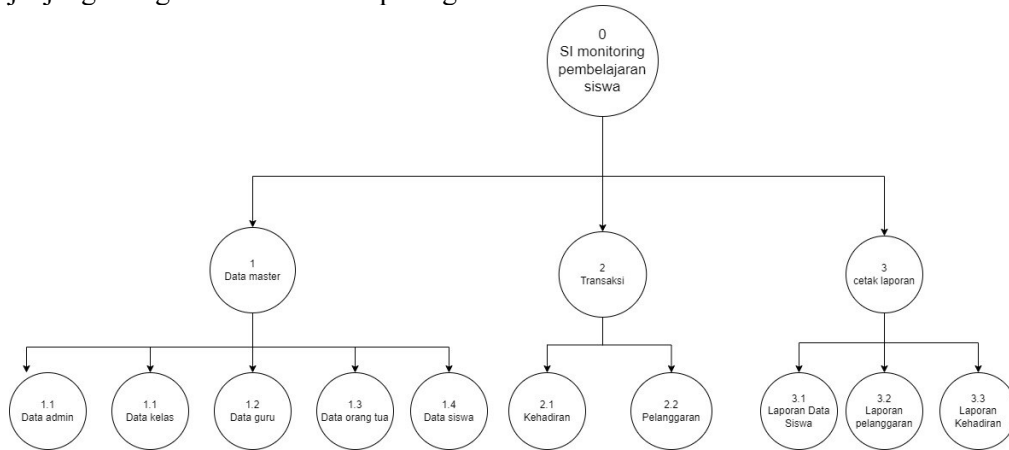 0
SI monitoring
pembelajaran
siswa
1
Data master
2
Transaksi
3
cetak laporan
1.1
Data admin
1.1
Data kelas
1.2
Data guru
1.3
Data orang tua
1.4
Data siswa
2.1
Kehadiran
2.2
Pelanggaran
3.1
Laporan Data
Siswa
3.2
Laporan
pelanggaran
3.3
Laporan
Kehadiran